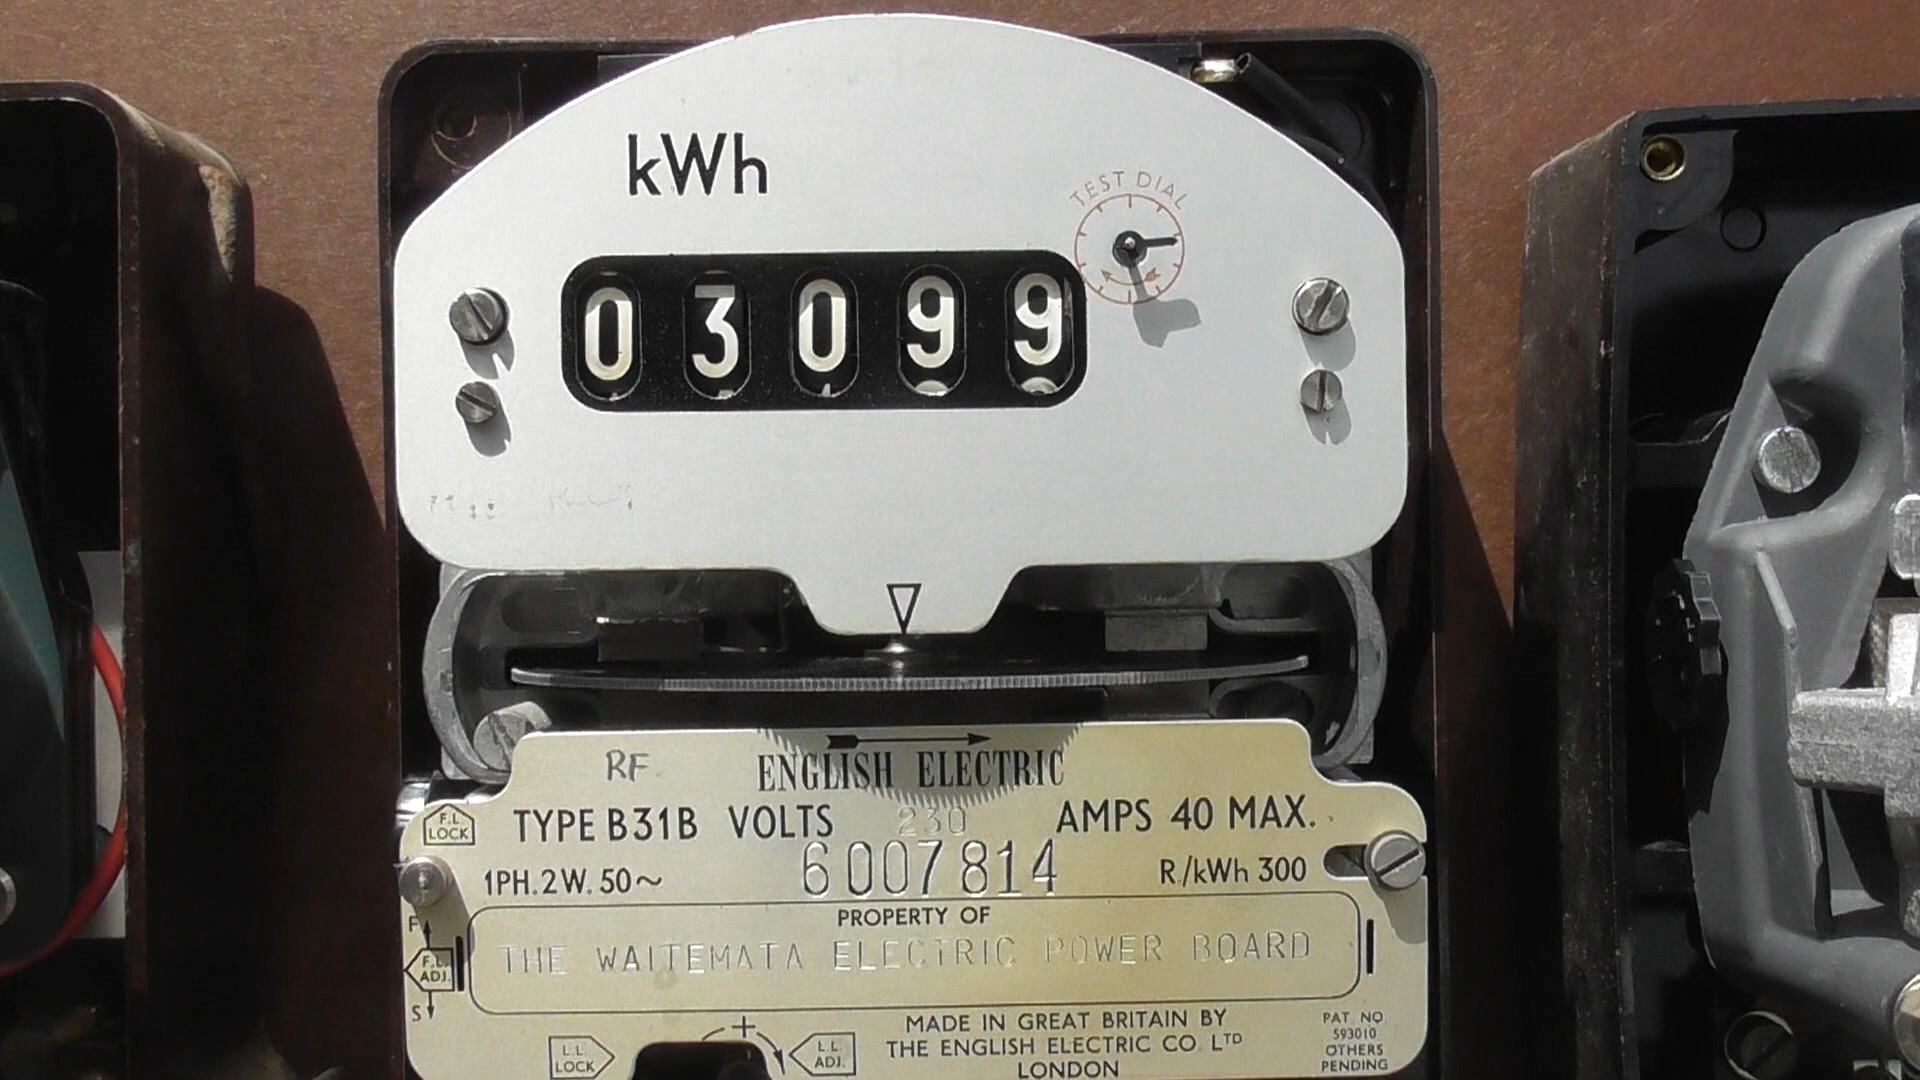 kWh
TEST DIAL
03099
RF
ENGLISH ELECTRIC
F.L. LOCK
TYPE B31B VOLTS 230 AMPS 40 MAX.
1PH. 2W. 50~ 6007814 R./kWh 300
PROPERTY OF
THE WAITEMATA ELECTRIC POWER BOARD
F
F.L. ADJ.
S
L.L. LOCK
+
L.L. ADJ.
MADE IN GREAT BRITAIN BY
THE ENGLISH ELECTRIC CO. LTD
LONDON
PAT. NO
593010
OTHERS
PENDING